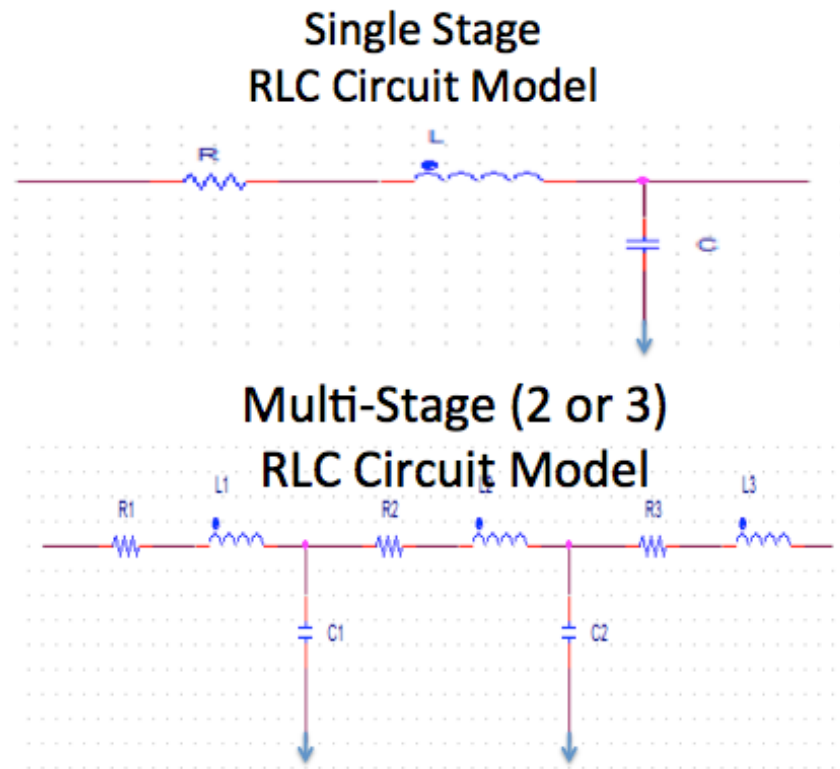 Single Stage
RLC Circuit Model
R
L
C
Multi-Stage (2 or 3)
RLC Circuit Model
L1
L3
R1
R2
R3
C1
C2